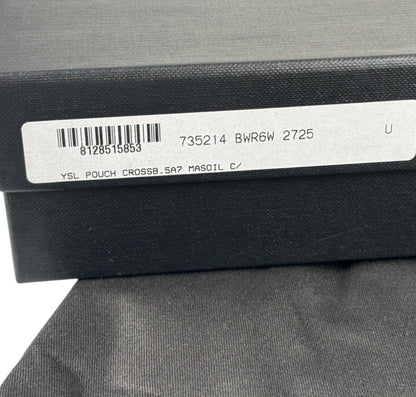 735214 BWR6W 2725 U
8128515853
YSL POUCH CROSSB.5A7 MASOIL C/